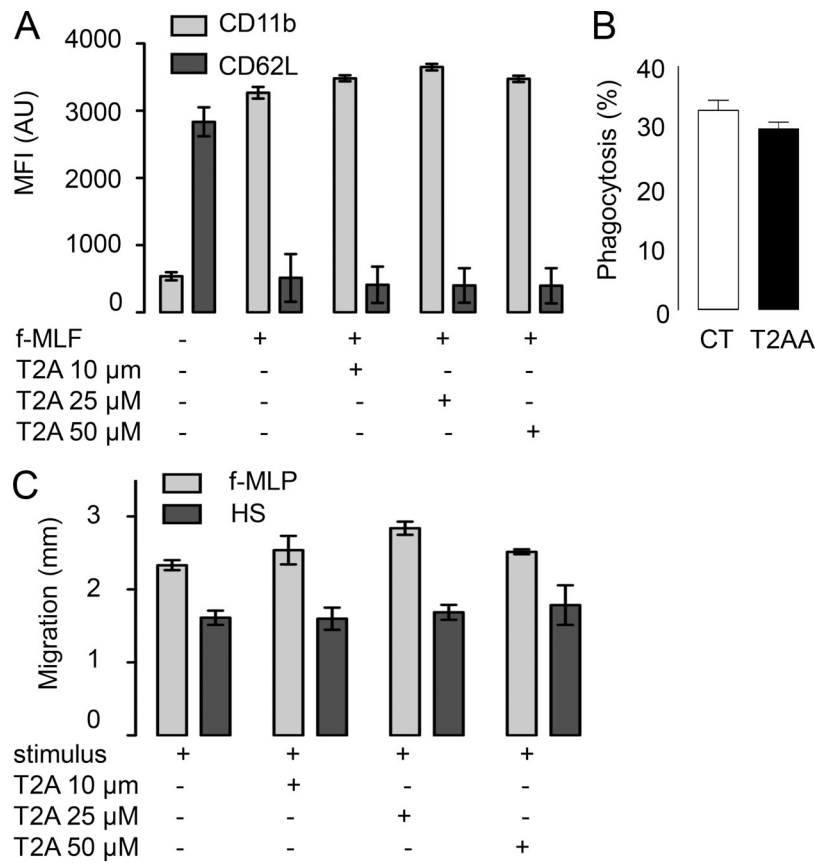 A
CD11b
CD62L
MFI (AU)
4000
3000
2000
1000
0
f-MLF - + + + +
T2A 10 µm - - + - -
T2A 25 µM - - - + -
T2A 50 µM - - - - +
B
Phagocytosis (%)
40
30
20
10
0
CT T2AA
C
f-MLP
HS
Migration (mm)
3
2
1
0
stimulus + + + +
T2A 10 µm - + - -
T2A 25 µM - - + -
T2A 50 µM - - - +